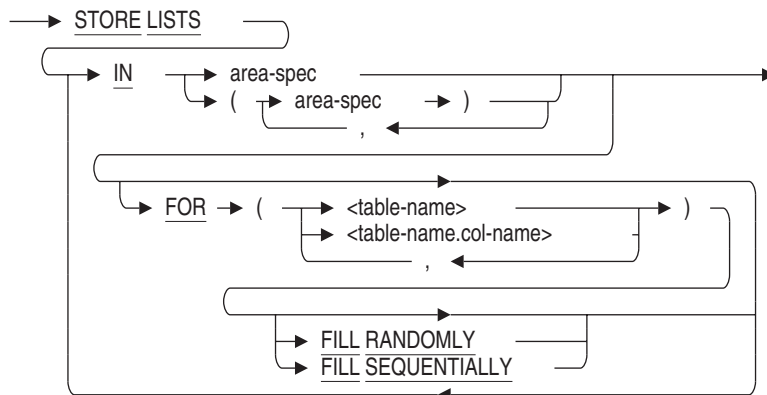 STORE LISTS
IN area-spec
( area-spec )
,
FOR ( <table-name> )
<table-name.col-name>
,
FILL RANDOMLY
FILL SEQUENTIALLY